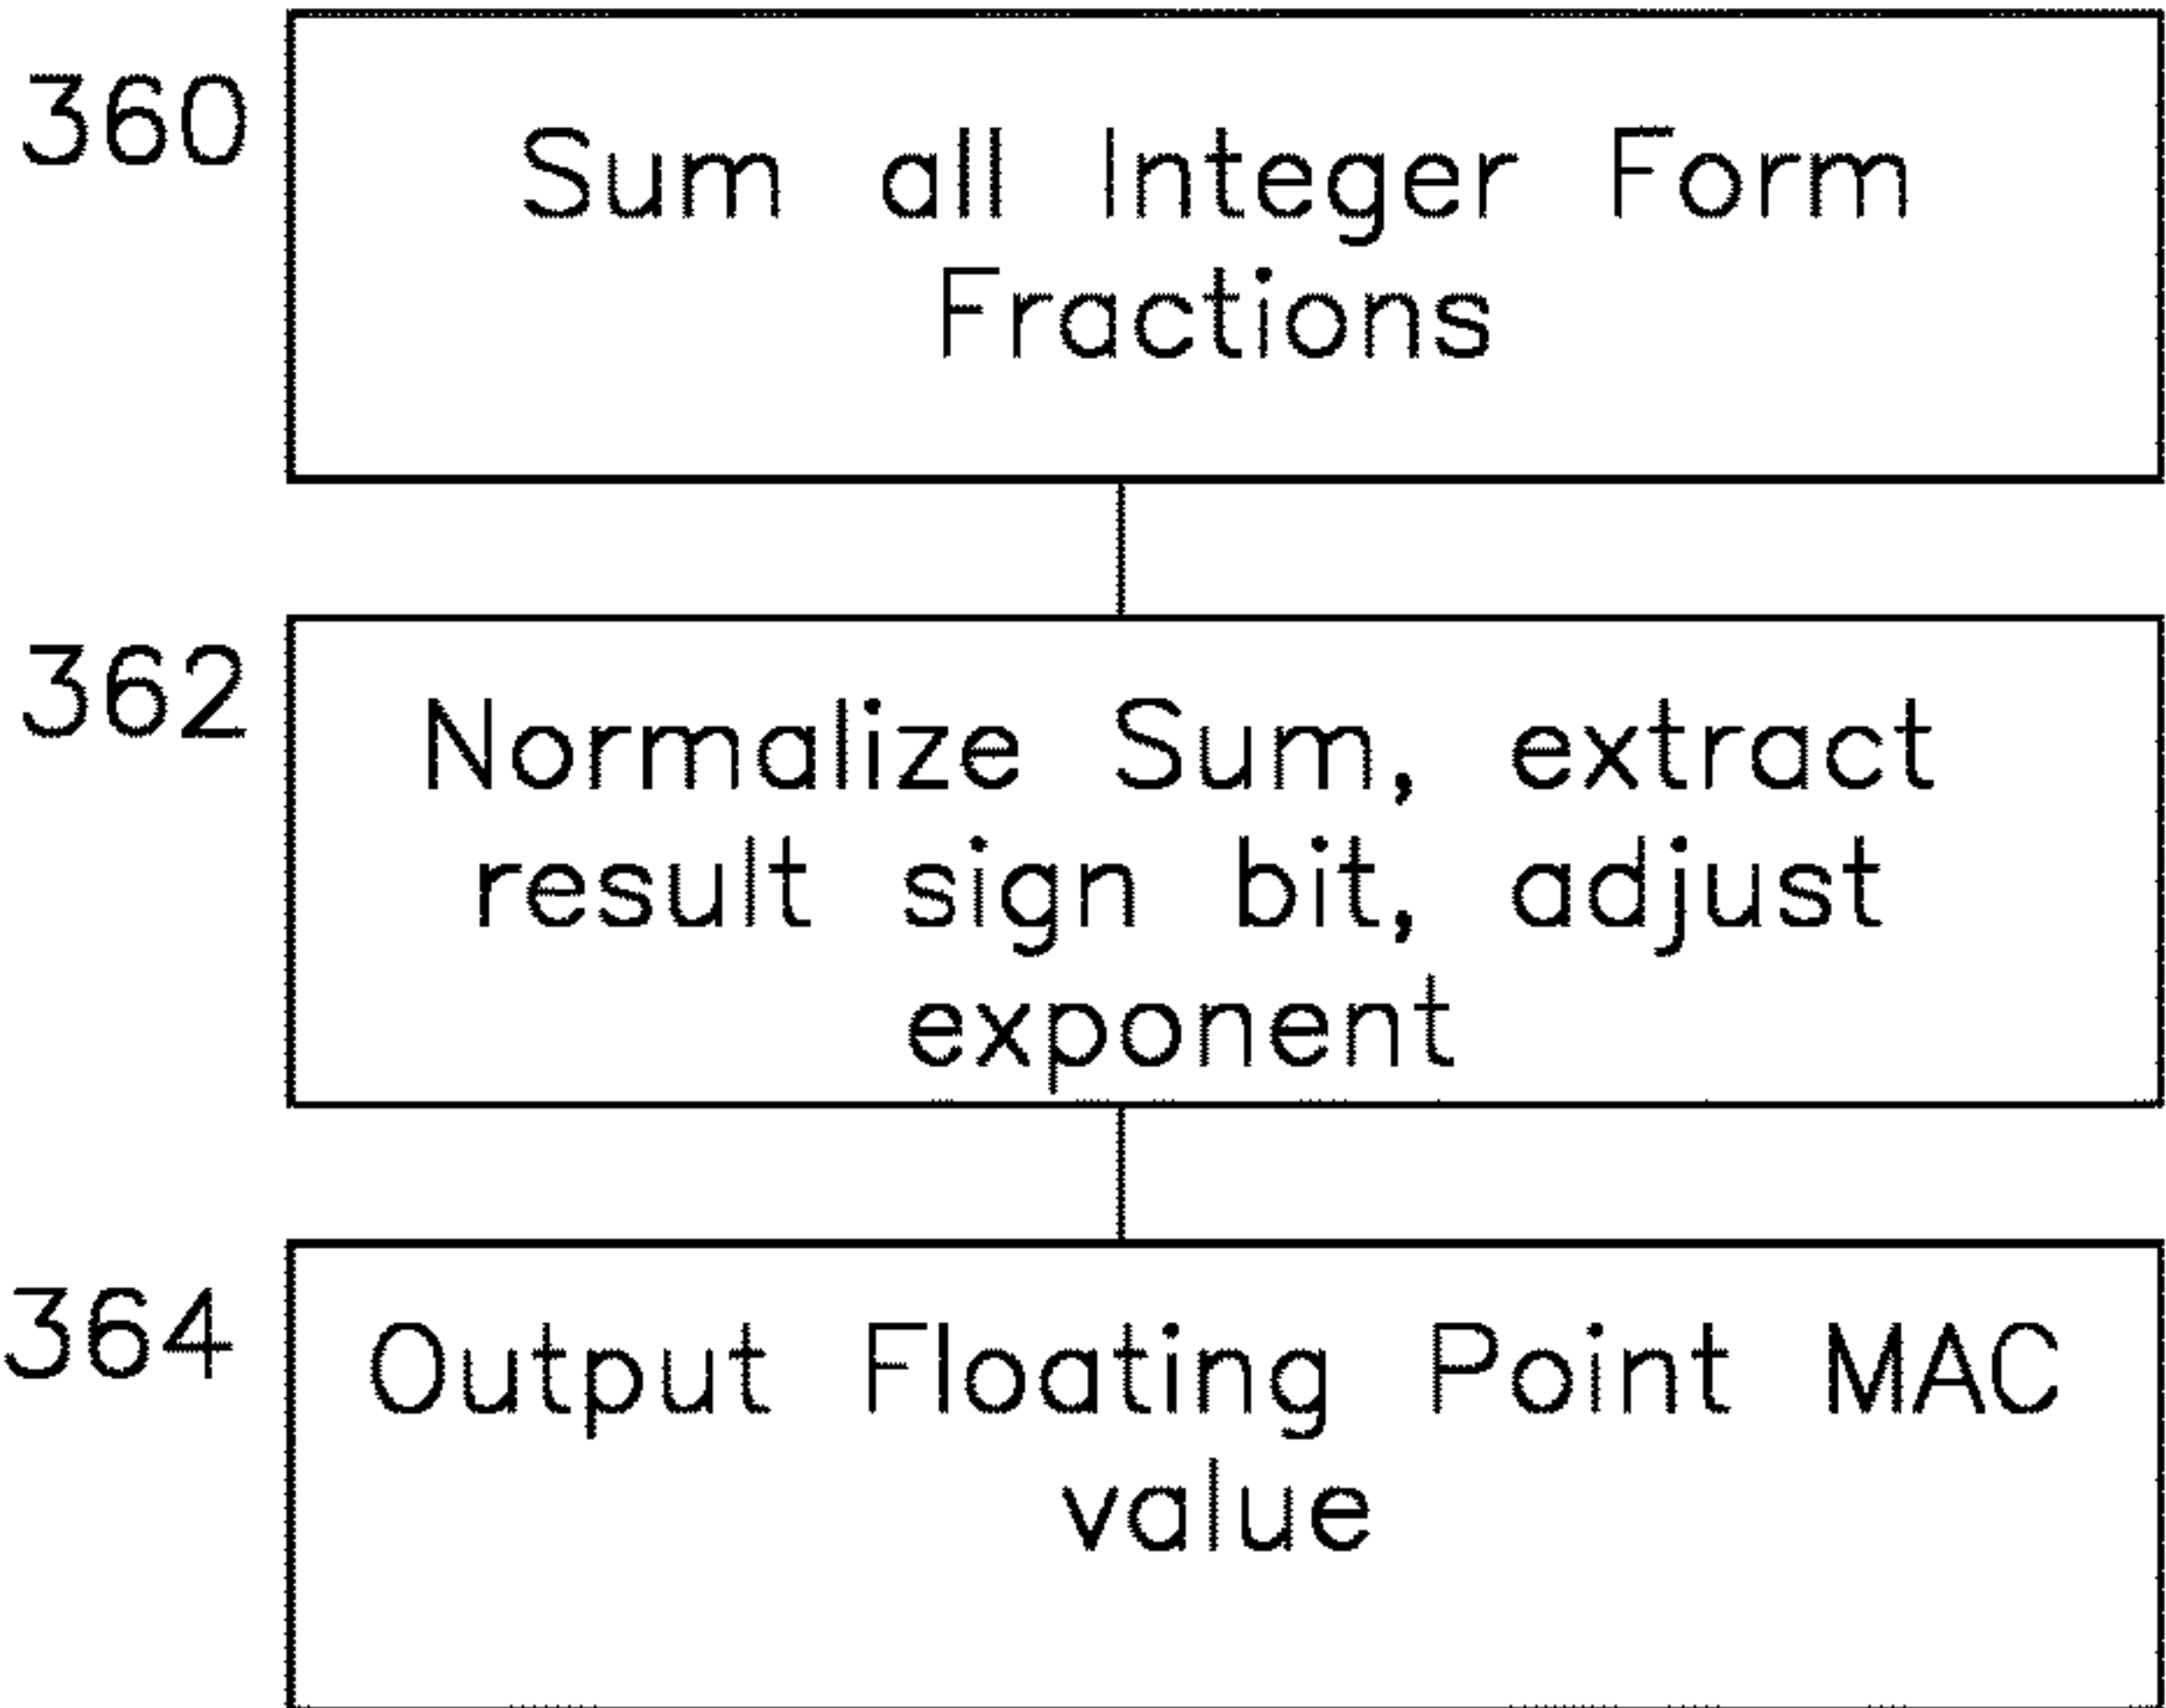 360
Sum all Integer Form
Fractions
362
Normalize Sum, extract
result sign bit, adjust
exponent
364
Output Floating Point MAC
value